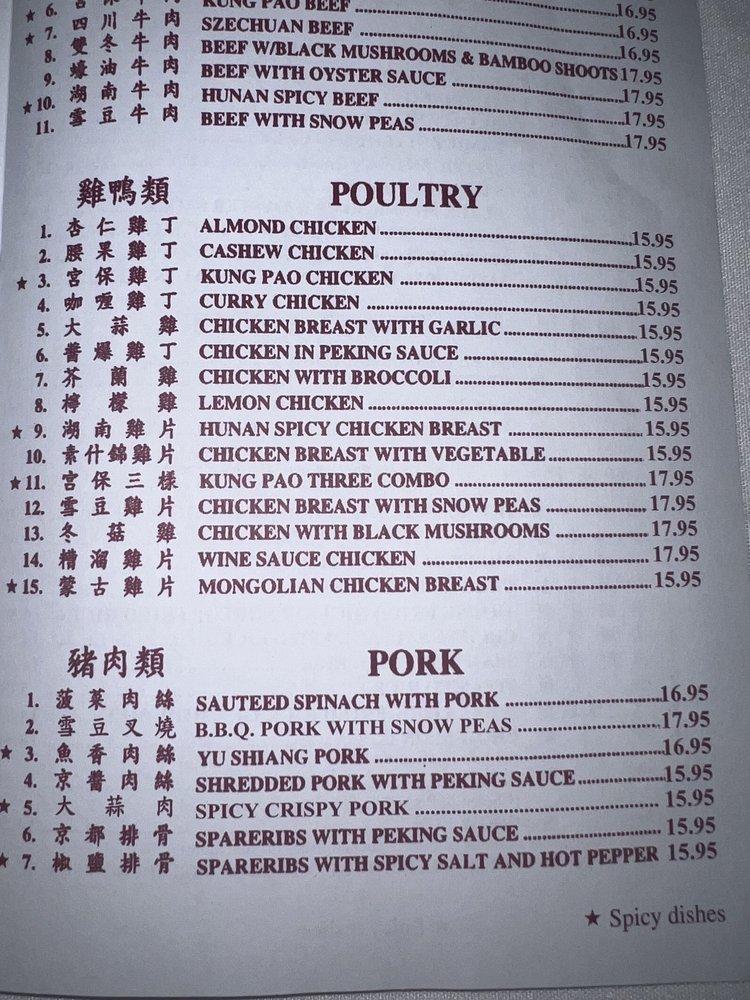 ★ 6. 宮保牛肉 KUNG PAO BEEF 16.95
★ 7. 四川牛肉 SZECHUAN BEEF 16.95
8. 雙冬牛肉 BEEF W/BLACK MUSHROOMS & BAMBOO SHOOTS 17.95
9. 蠔油牛肉 BEEF WITH OYSTER SAUCE 17.95
★ 10. 湖南牛肉 HUNAN SPICY BEEF 17.95
11. 雪豆牛肉 BEEF WITH SNOW PEAS 17.95
雞鴨類 POULTRY
1. 杏仁雞丁 ALMOND CHICKEN 15.95
2. 腰果雞丁 CASHEW CHICKEN 15.95
★ 3. 宮保雞丁 KUNG PAO CHICKEN 15.95
4. 咖喱雞丁 CURRY CHICKEN 15.95
5. 大蒜雞 CHICKEN BREAST WITH GARLIC 15.95
6. 醬爆雞丁 CHICKEN IN PEKING SAUCE 15.95
7. 芥蘭雞 CHICKEN WITH BROCCOLI 15.95
8. 檸檬雞 LEMON CHICKEN 15.95
★ 9. 湖南雞片 HUNAN SPICY CHICKEN BREAST 15.95
10. 素什錦雞片 CHICKEN BREAST WITH VEGETABLE 15.95
★ 11. 宮保三樣 KUNG PAO THREE COMBO 17.95
12. 雪豆雞片 CHICKEN BREAST WITH SNOW PEAS 17.95
13. 冬菇雞 CHICKEN WITH BLACK MUSHROOMS 17.95
14. 糟溜雞片 WINE SAUCE CHICKEN 17.95
★ 15. 蒙古雞片 MONGOLIAN CHICKEN BREAST 15.95
豬肉類 PORK
1. 菠菜肉絲 SAUTEED SPINACH WITH PORK 16.95
2. 雪豆叉燒 B.B.Q. PORK WITH SNOW PEAS 17.95
★ 3. 魚香肉絲 YU SHIANG PORK 16.95
4. 京醬肉絲 SHREDDED PORK WITH PEKING SAUCE 15.95
★ 5. 大蒜肉 SPICY CRISPY PORK 15.95
6. 京都排骨 SPARERIBS WITH PEKING SAUCE 15.95
★ 7. 椒鹽排骨 SPARERIBS WITH SPICY SALT AND HOT PEPPER 15.95
★ Spicy dishes